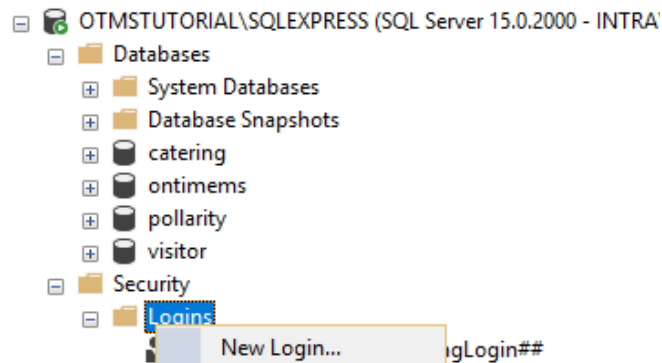 OTMSTUTORIAL\SQLEXPRESS (SQL Server 15.0.2000 - INTRA
Databases
System Databases
Database Snapshots
catering
ontimems
pollarity
visitor
Security
Logins
New Login...
gLogin##